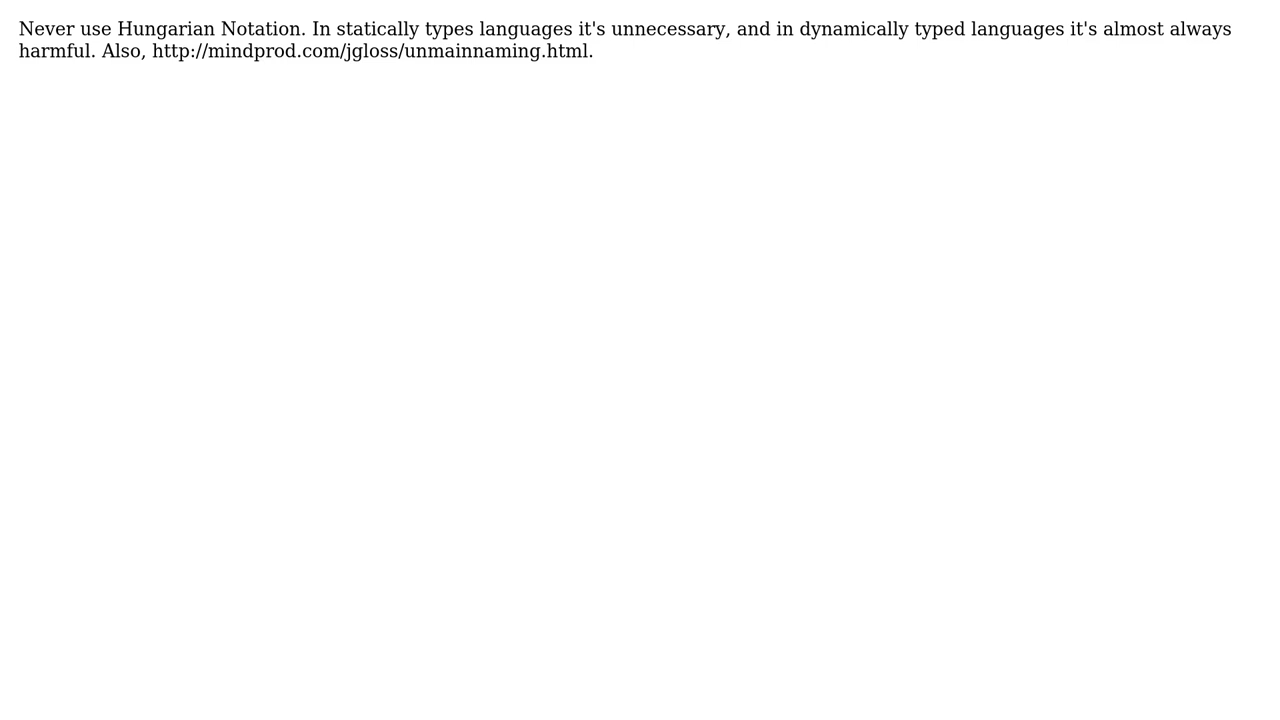 Never use Hungarian Notation. In statically types languages it's unnecessary, and in dynamically typed languages it's almost always
harmful. Also, http://mindprod.com/jgloss/unmainnaming.html.